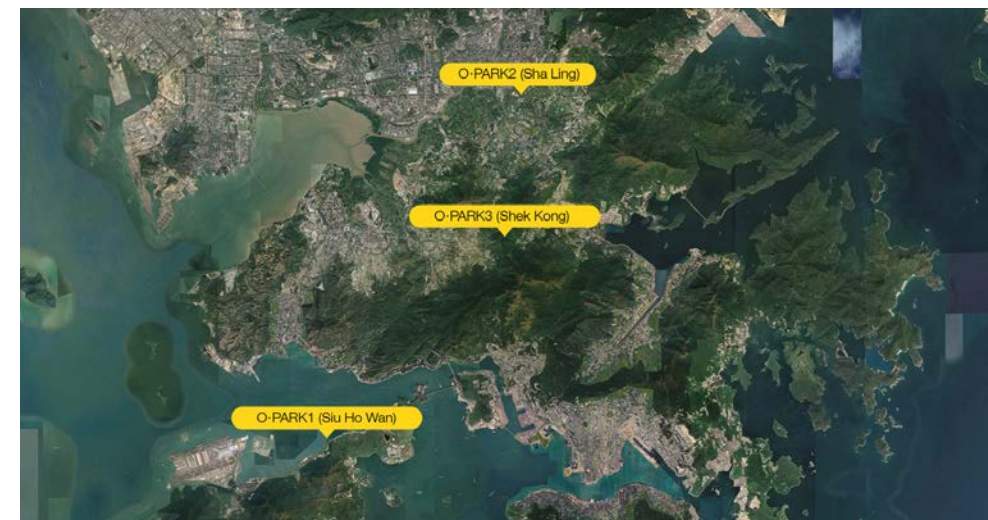 O·PARK2 (Sha Ling)
O·PARK3 (Shek Kong)
O·PARK1 (Siu Ho Wan)